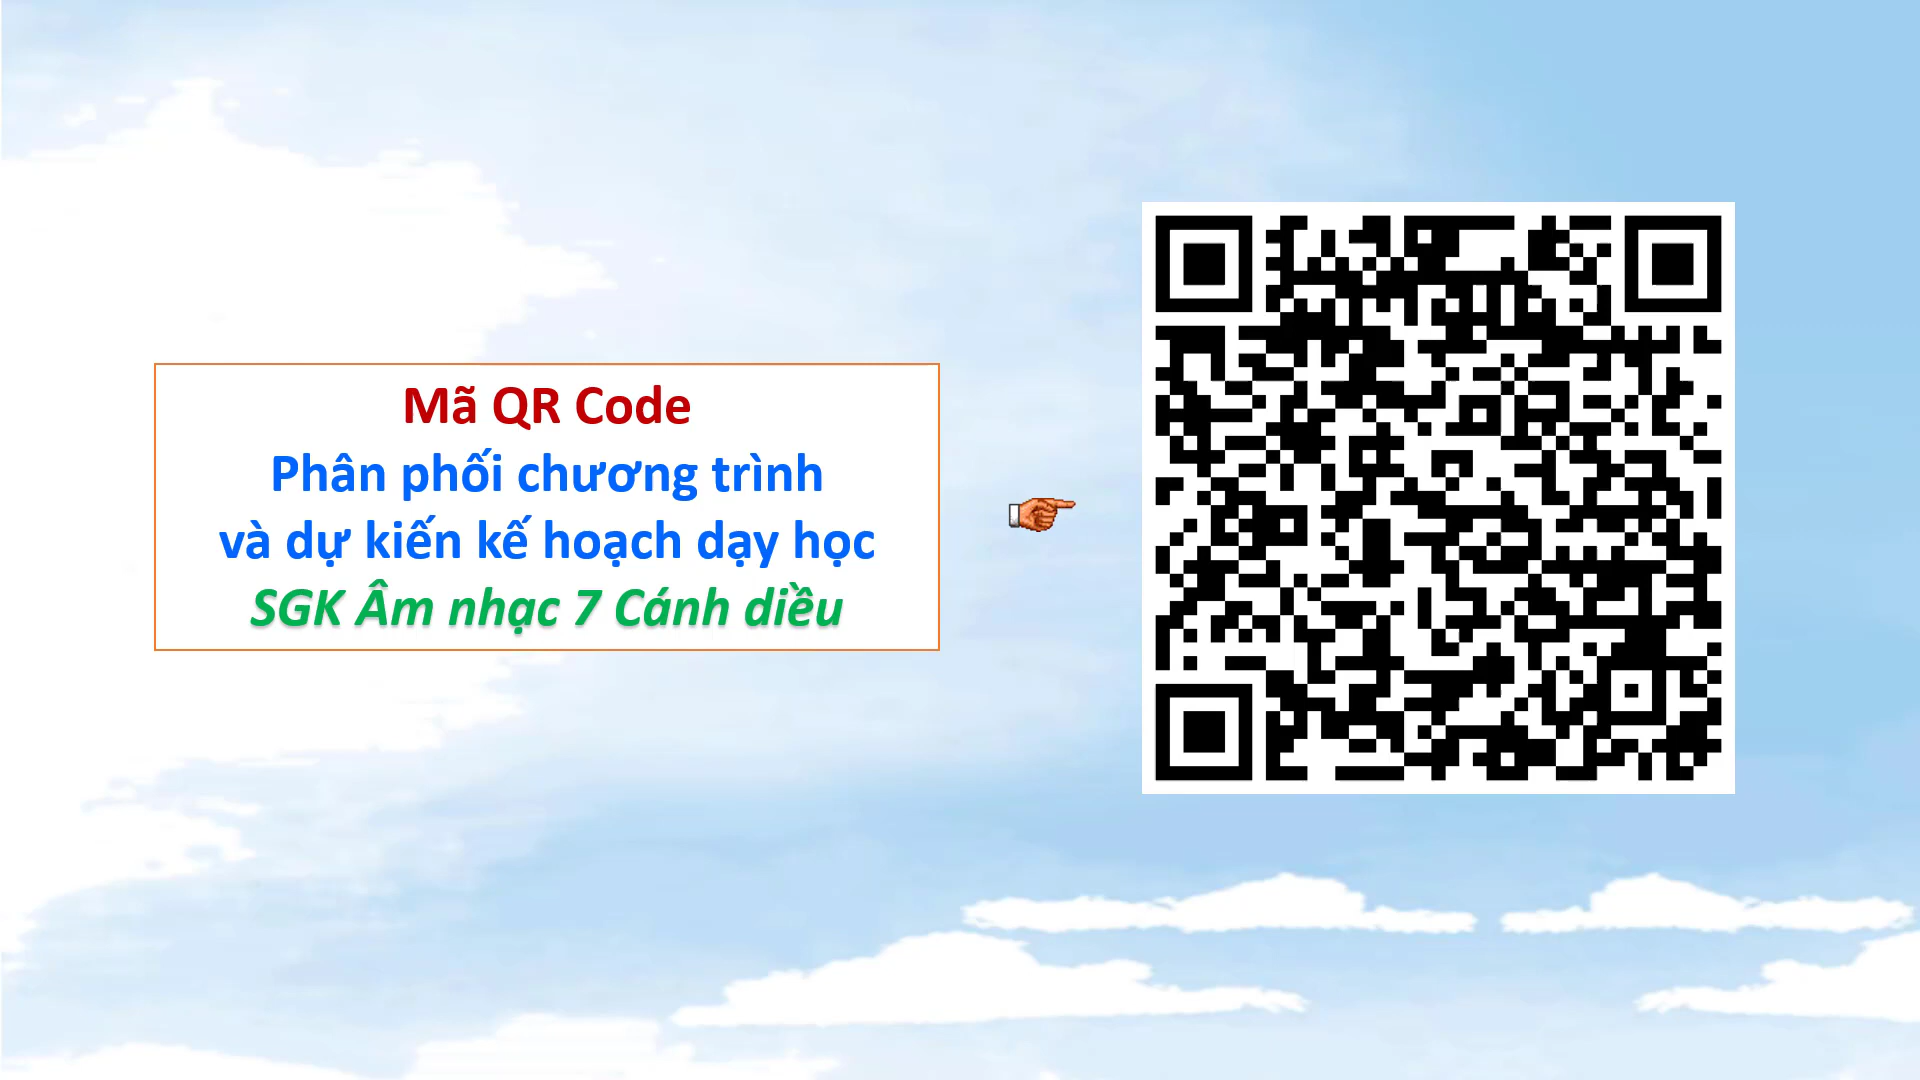 Mã QR Code
Phân phối chương trình
và dự kiến kế hoạch dạy học
SGK Âm nhạc 7 Cánh diều